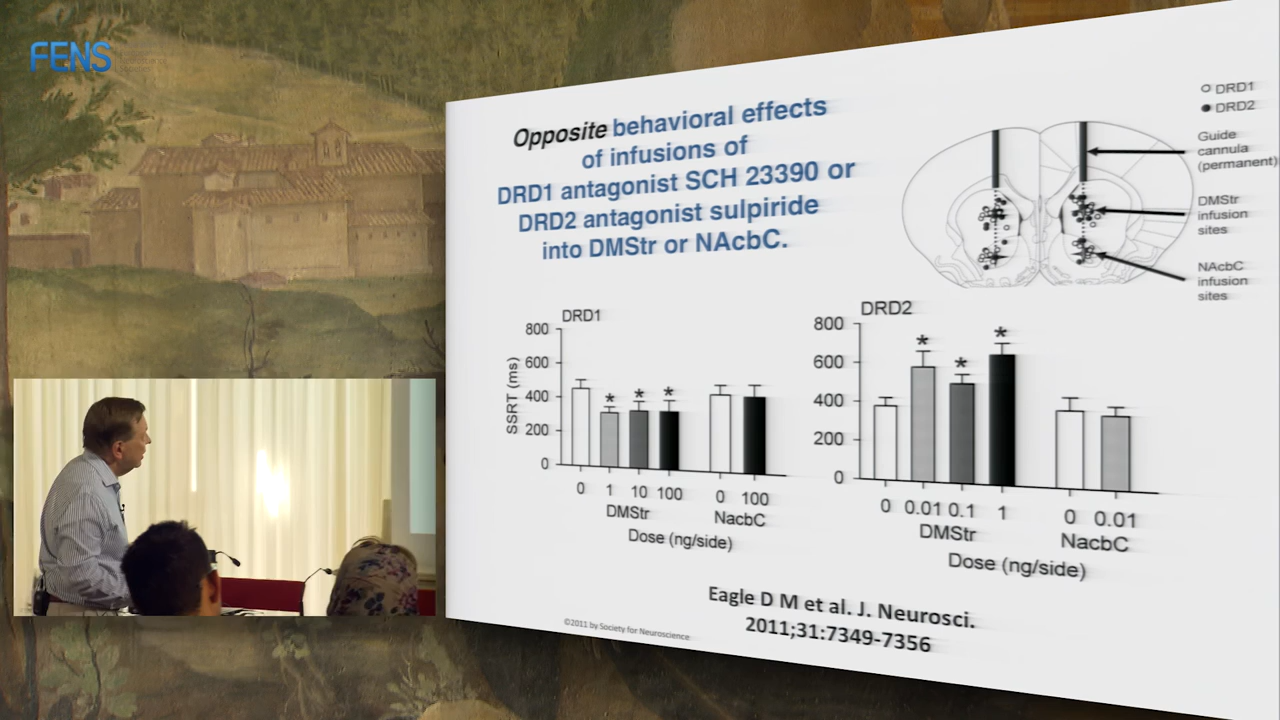 FENS
Opposite behavioral effects
of infusions of
DRD1 antagonist SCH 23390 or
DRD2 antagonist sulpiride
into DMStr or NAcbC.
DRD1
DRD2
Guide
cannula
(permanent)
DMStr
infusion
sites
NAcbC
infusion
sites
DRD1
800
600
400
200
0
SSRT (ms)
* * *
0 1 10 100 0 100
DMStr NacbC
Dose (ng/side)
DRD2
800
600
400
200
0
* * *
0 0.01 0.1 1 0 0.01
DMStr NacbC
Dose (ng/side)
Eagle D M et al. J. Neurosci.
2011;31:7349-7356
©2011 by Society for Neuroscience